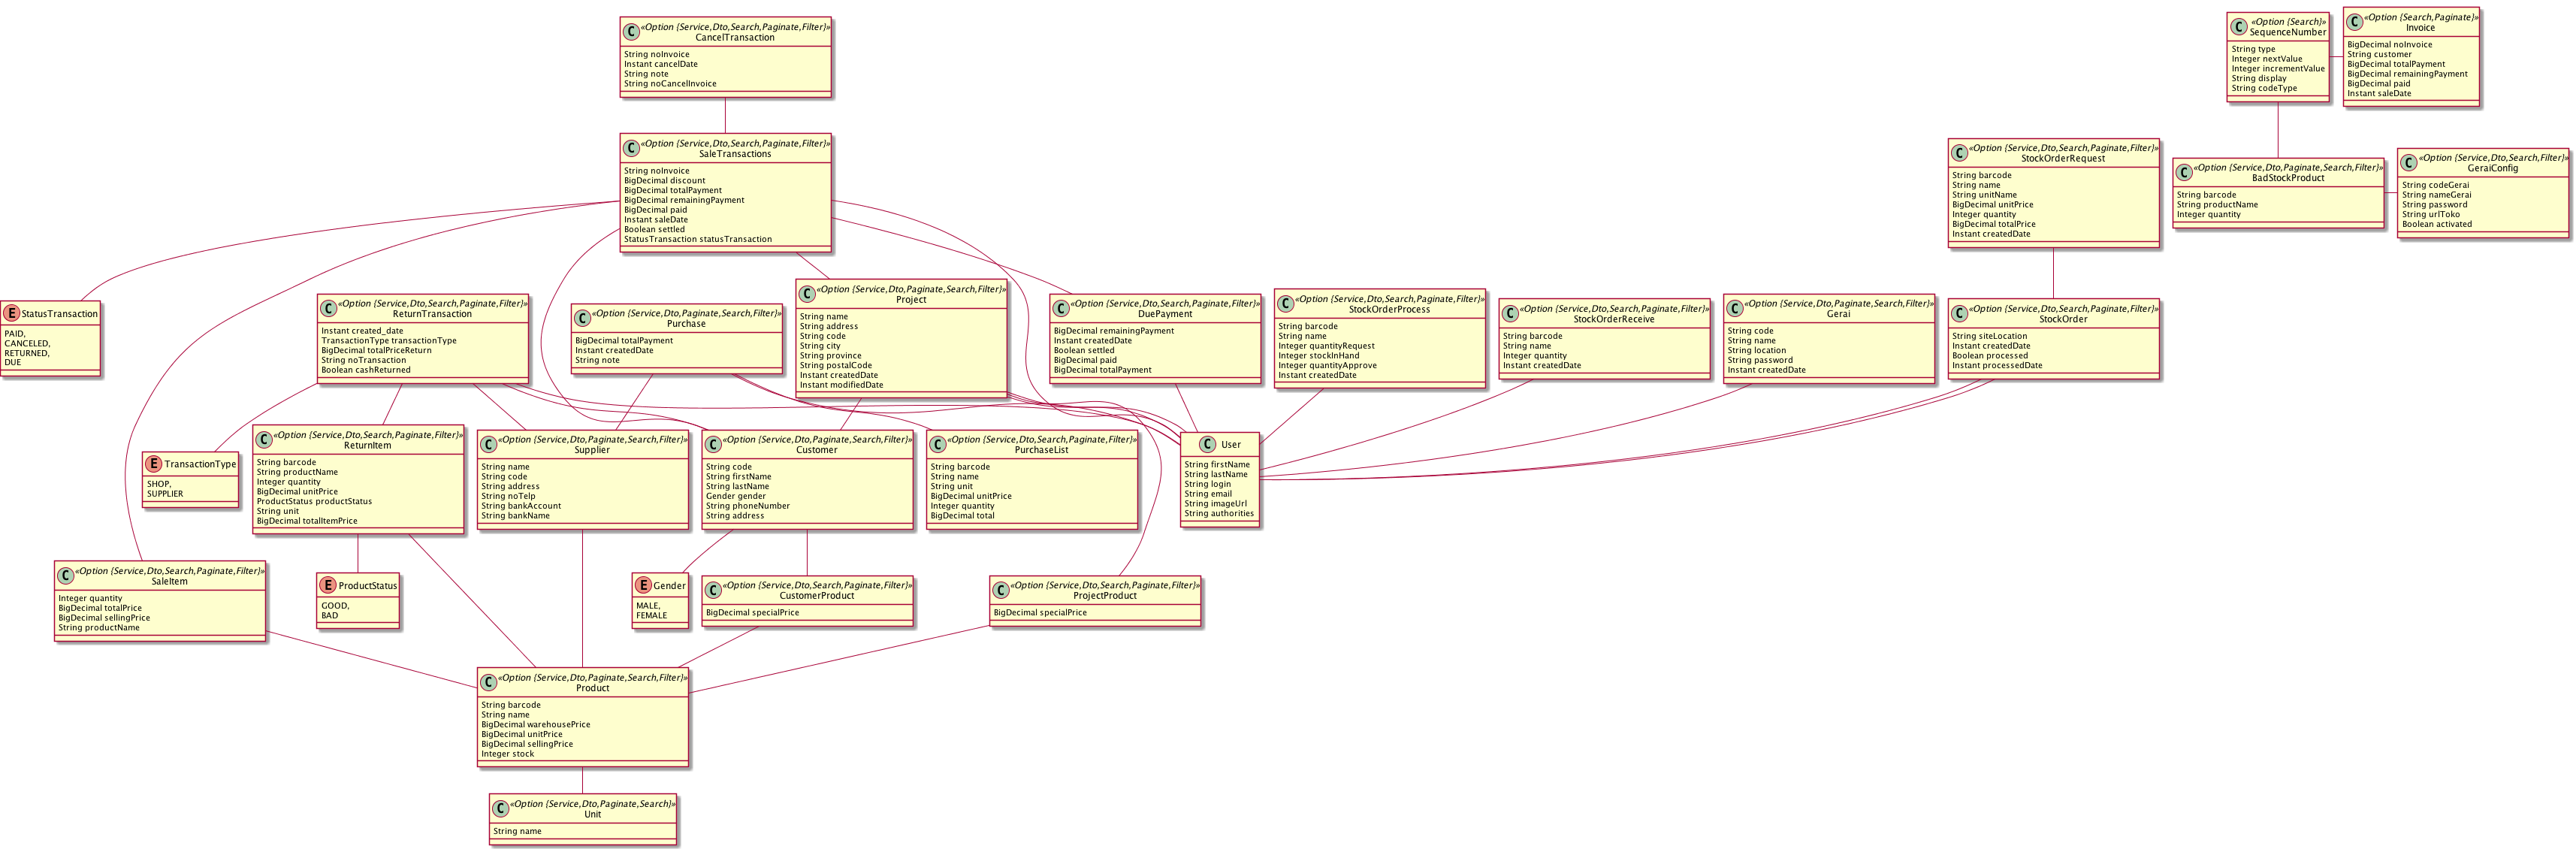 «Option {Service,Dto,Search,Paginate,Filter}»
CancelTransaction
String noInvoice
Instant cancelDate
String note
String noCancelInvoice
«Option {Search}»
SequenceNumber
String type
Integer nextValue
Integer incrementValue
String display
String codeType
«Option {Search,Paginate}»
Invoice
BigDecimal noInvoice
String customer
BigDecimal totalPayment
BigDecimal remainingPayment
BigDecimal paid
Instant saleDate
«Option {Service,Dto,Search,Paginate,Filter}»
SaleTransactions
String noInvoice
BigDecimal discount
BigDecimal totalPayment
BigDecimal remainingPayment
BigDecimal paid
Instant saleDate
Boolean settled
StatusTransaction statusTransaction
«Option {Service,Dto,Search,Paginate,Filter}»
StockOrderRequest
String barcode
String name
String unitName
BigDecimal unitPrice
Integer quantity
BigDecimal totalPrice
Instant createdDate
«Option {Service,Dto,Paginate,Search,Filter}»
BadStockProduct
String barcode
String productName
Integer quantity
«Option {Service,Dto,Search,Filter}»
GeraiConfig
String codeGerai
String nameGerai
String password
String urlToko
Boolean activated
StatusTransaction
PAID,
CANCELED,
RETURNED,
DUE
«Option {Service,Dto,Search,Paginate,Filter}»
ReturnTransaction
Instant created_date
TransactionType transactionType
BigDecimal totalPriceReturn
String noTransaction
Boolean cashReturned
«Option {Service,Dto,Paginate,Search,Filter}»
Purchase
BigDecimal totalPayment
Instant createdDate
String note
«Option {Service,Dto,Paginate,Search,Filter}»
Project
String name
String address
String code
String city
String province
String postalCode
Instant createdDate
Instant modifiedDate
«Option {Service,Dto,Search,Paginate,Filter}»
DuePayment
BigDecimal remainingPayment
Instant createdDate
Boolean settled
BigDecimal paid
BigDecimal totalPayment
«Option {Service,Dto,Search,Paginate,Filter}»
StockOrderProcess
String barcode
String name
Integer quantityRequest
Integer stockInHand
Integer quantityApprove
Instant createdDate
«Option {Service,Dto,Search,Paginate,Filter}»
StockOrderReceive
String barcode
String name
Integer quantity
Instant createdDate
«Option {Service,Dto,Search,Paginate,Filter}»
Gerai
String code
String name
String location
String password
Instant createdDate
«Option {Service,Dto,Search,Paginate,Filter}»
StockOrder
String siteLocation
Instant createdDate
Boolean processed
Instant processedDate
TransactionType
SHOP,
SUPPLIER
«Option {Service,Dto,Search,Paginate,Filter}»
ReturnItem
String barcode
String productName
Integer quantity
BigDecimal unitPrice
ProductStatus productStatus
String unit
BigDecimal totalItemPrice
«Option {Service,Dto,Paginate,Search,Filter}»
Supplier
String name
String code
String address
String noTelp
String bankAccount
String bankName
«Option {Service,Dto,Paginate,Search,Filter}»
Customer
String code
String firstName
String lastName
Gender gender
String phoneNumber
String address
«Option {Service,Dto,Search,Paginate,Filter}»
PurchaseList
String barcode
String name
String unit
BigDecimal unitPrice
Integer quantity
BigDecimal total
User
String firstName
String lastName
String login
String email
String imageUrl
String authorities
«Option {Service,Dto,Search,Paginate,Filter}»
SaleItem
Integer quantity
BigDecimal totalPrice
BigDecimal sellingPrice
String productName
ProductStatus
GOOD,
BAD
Gender
MALE,
FEMALE
«Option {Service,Dto,Search,Paginate,Filter}»
CustomerProduct
BigDecimal specialPrice
«Option {Service,Dto,Search,Paginate,Filter}»
ProjectProduct
BigDecimal specialPrice
«Option {Service,Dto,Paginate,Search,Filter}»
Product
String barcode
String name
BigDecimal warehousePrice
BigDecimal unitPrice
BigDecimal sellingPrice
Integer stock
«Option {Service,Dto,Paginate,Search}»
Unit
String name